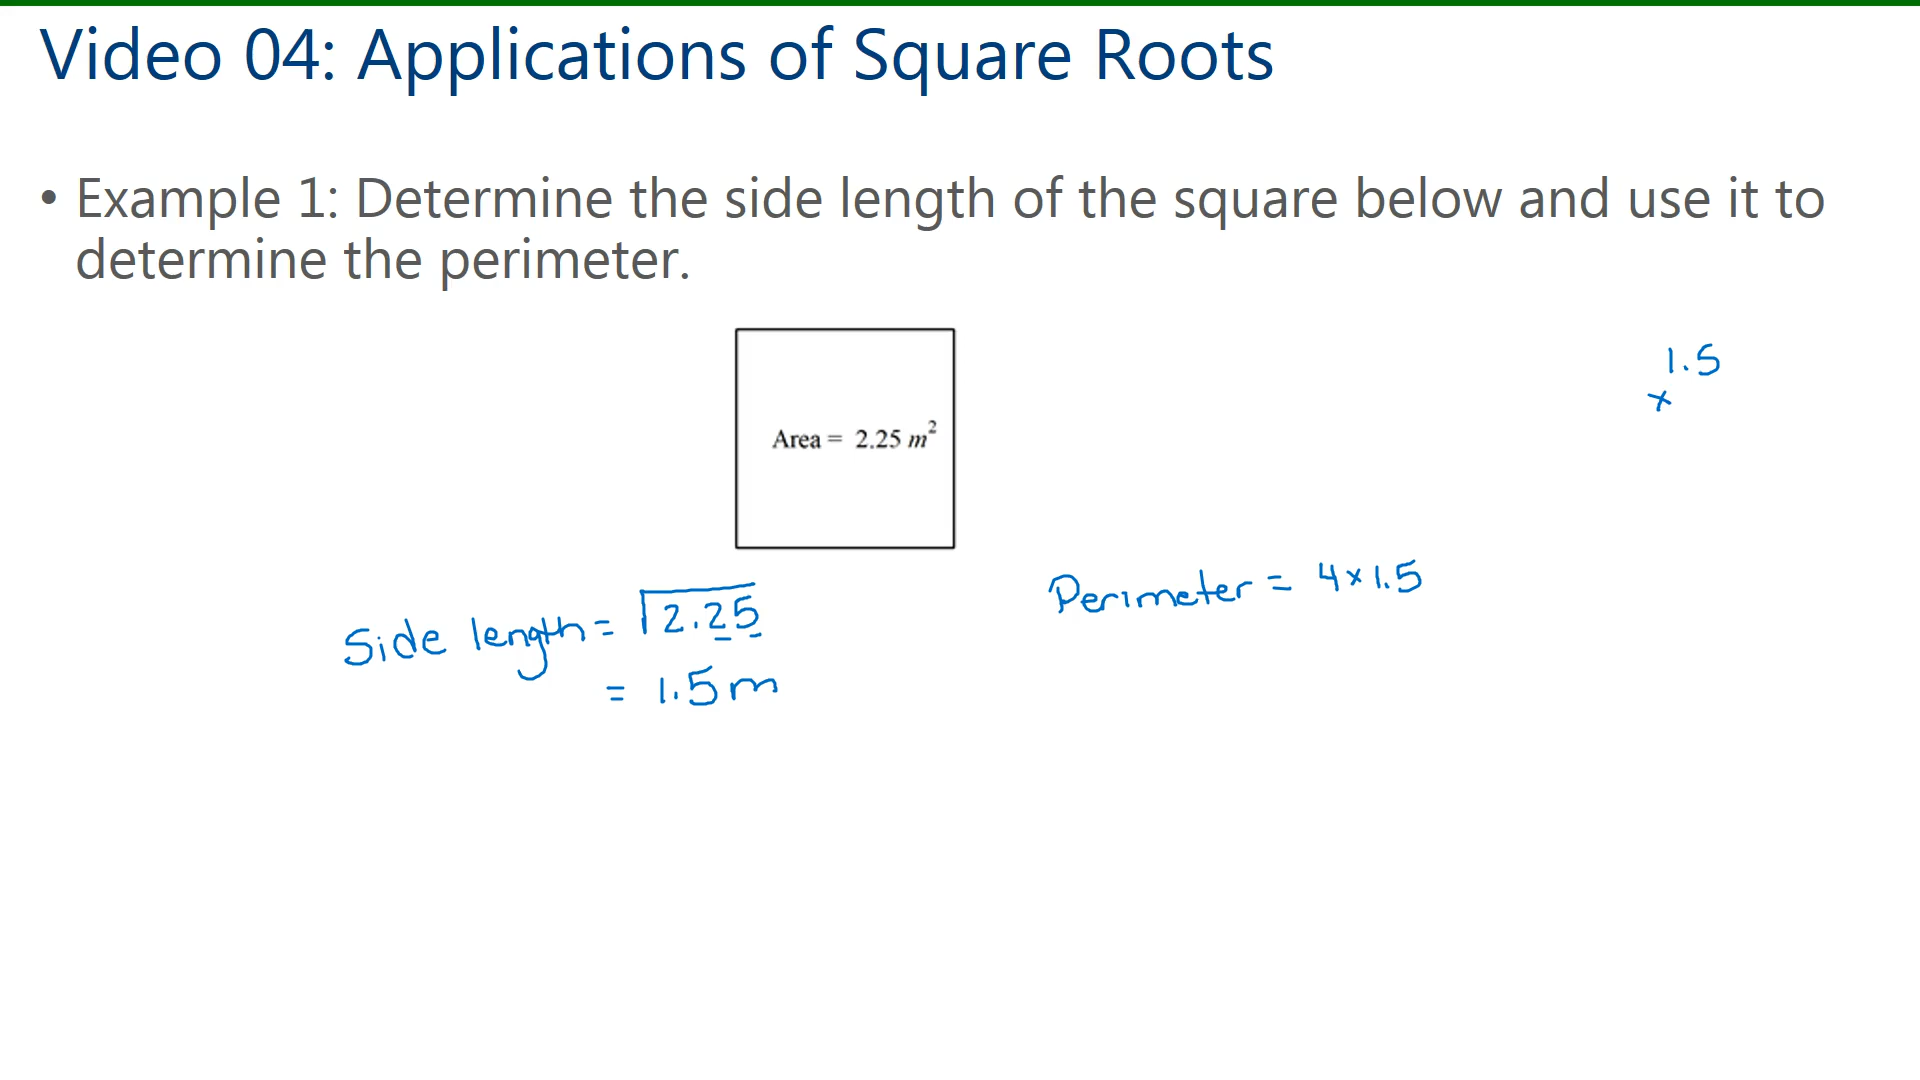 Video 04: Applications of Square Roots
• Example 1: Determine the side length of the square below and use it to
determine the perimeter.
1.5
×
Area = 2.25 m²
Perimeter = 4×1.5
Side length = √2.25
= 1.5m